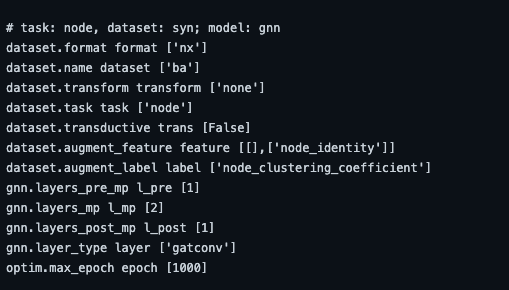 # task: node, dataset: syn; model: gnn
dataset.format format ['nx']
dataset.name dataset ['ba']
dataset.transform transform ['none']
dataset.task task ['node']
dataset.transductive trans [False]
dataset.augment_feature feature [[],['node_identity']]
dataset.augment_label label ['node_clustering_coefficient']
gnn.layers_pre_mp l_pre [1]
gnn.layers_mp l_mp [2]
gnn.layers_post_mp l_post [1]
gnn.layer_type layer ['gatconv']
optim.max_epoch epoch [1000]